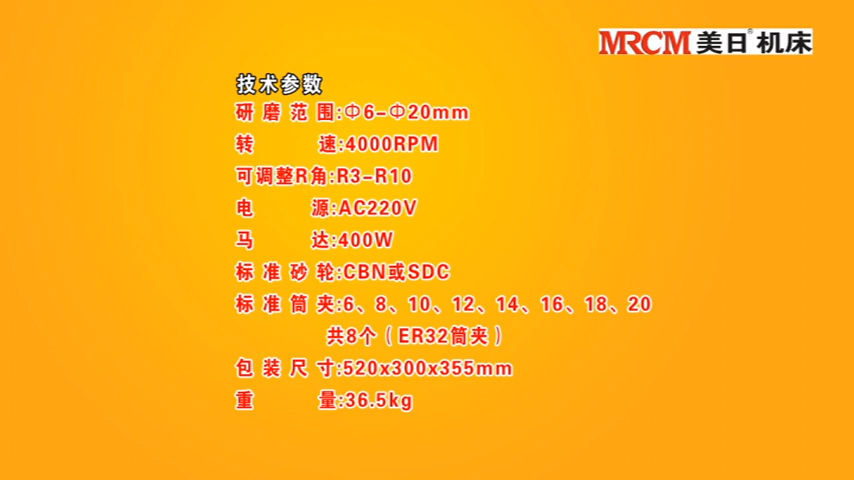 MRCM美日®机床
技术参数
研磨范围:Φ6-Φ20mm
转速:4000RPM
可调整R角:R3-R10
电源:AC220V
马达:400W
标准砂轮:CBN或SDC
标准筒夹:6、8、10、12、14、16、18、20
共8个（ER32筒夹）
包装尺寸:520x300x355mm
重量:36.5kg